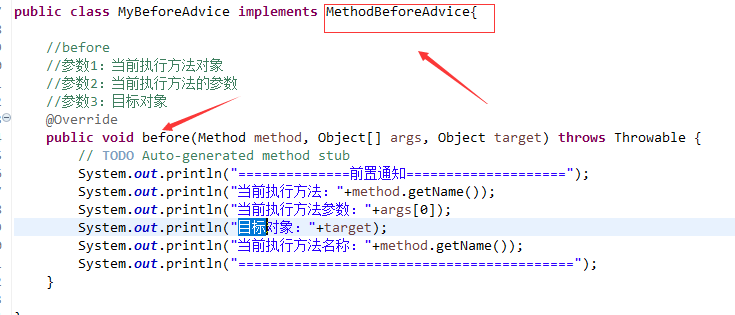 public class MyBeforeAdvice implements MethodBeforeAdvice{
//before
//参数1：当前执行方法对象
//参数2：当前执行方法的参数
//参数3：目标对象
@Override
public void before(Method method, Object[] args, Object target) throws Throwable {
// TODO Auto-generated method stub
System.out.println("==============前置通知====================");
System.out.println("当前执行方法："+method.getName());
System.out.println("当前执行方法参数："+args[0]);
System.out.println("目标对象："+target);
System.out.println("当前执行方法名称："+method.getName());
System.out.println("==========================================");
}